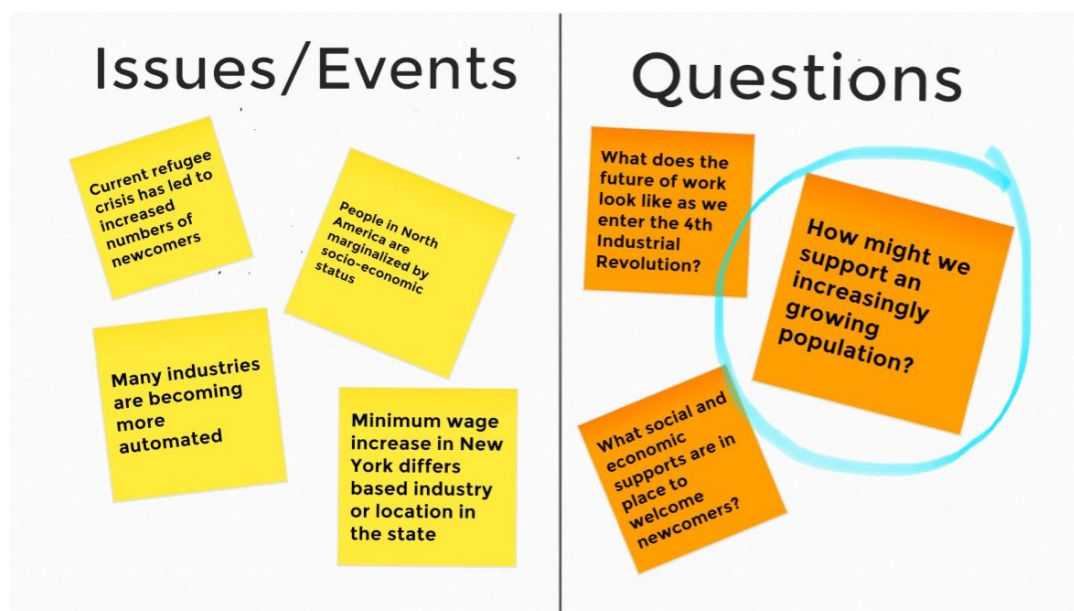 Issues/Events
Current refugee
crisis has led to
increased
numbers of
newcomers
People in North
America are
marginalized by
socio-economic
status
Many industries
are becoming
more
automated
Minimum wage
increase in New
York differs
based industry
or location in
the state
Questions
What does the
future of work
look like as we
enter the 4th
Industrial
Revolution?
How might we
support an
increasingly
growing
population?
What social and
economic
supports are in
place to
welcome
newcomers?